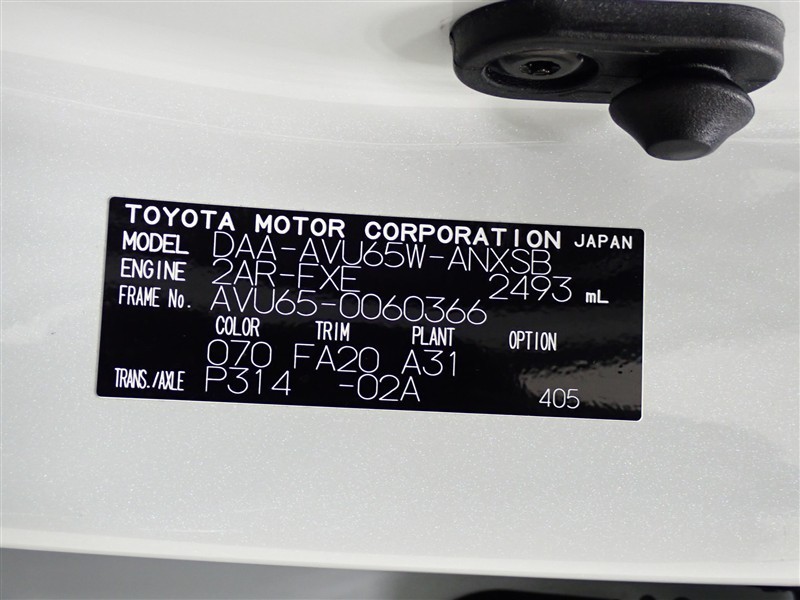 TOYOTA MOTOR CORPORATION JAPAN
MODEL DAA-AVU65W-ANXSB
ENGINE 2AR-FXE 2493 mL
FRAME No. AVU65-0060366
COLOR TRIM PLANT OPTION
070 FA20 A31
TRANS./AXLE P314 -02A 405